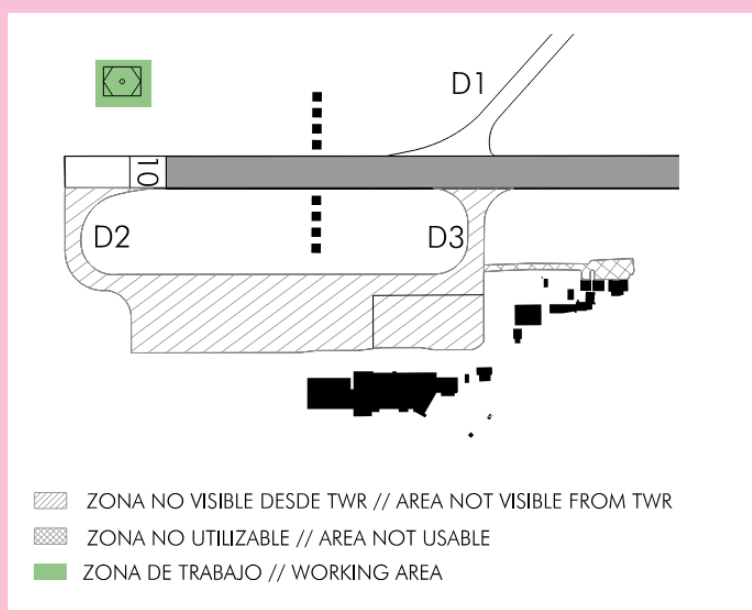 D1
10
D2
D3
ZONA NO VISIBLE DESDE TWR // AREA NOT VISIBLE FROM TWR
ZONA NO UTILIZABLE // AREA NOT USABLE
ZONA DE TRABAJO // WORKING AREA